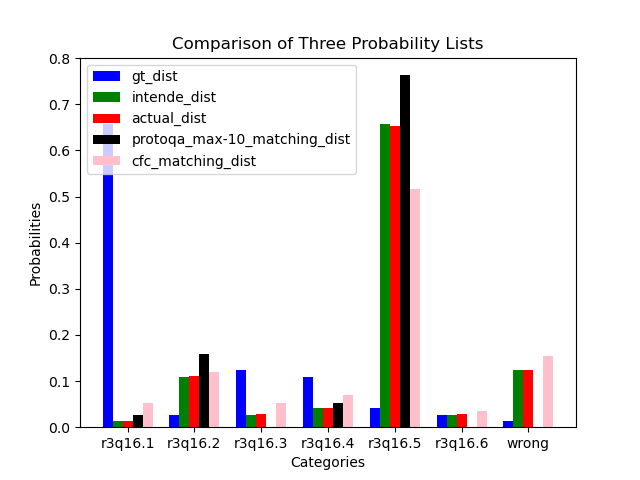 Comparison of Three Probability Lists
gt_dist
intende_dist
actual_dist
protoqa_max-10_matching_dist
cfc_matching_dist
Probabilities
0.8
0.7
0.6
0.5
0.4
0.3
0.2
0.1
0.0
r3q16.1 r3q16.2 r3q16.3 r3q16.4 r3q16.5 r3q16.6 wrong
Categories